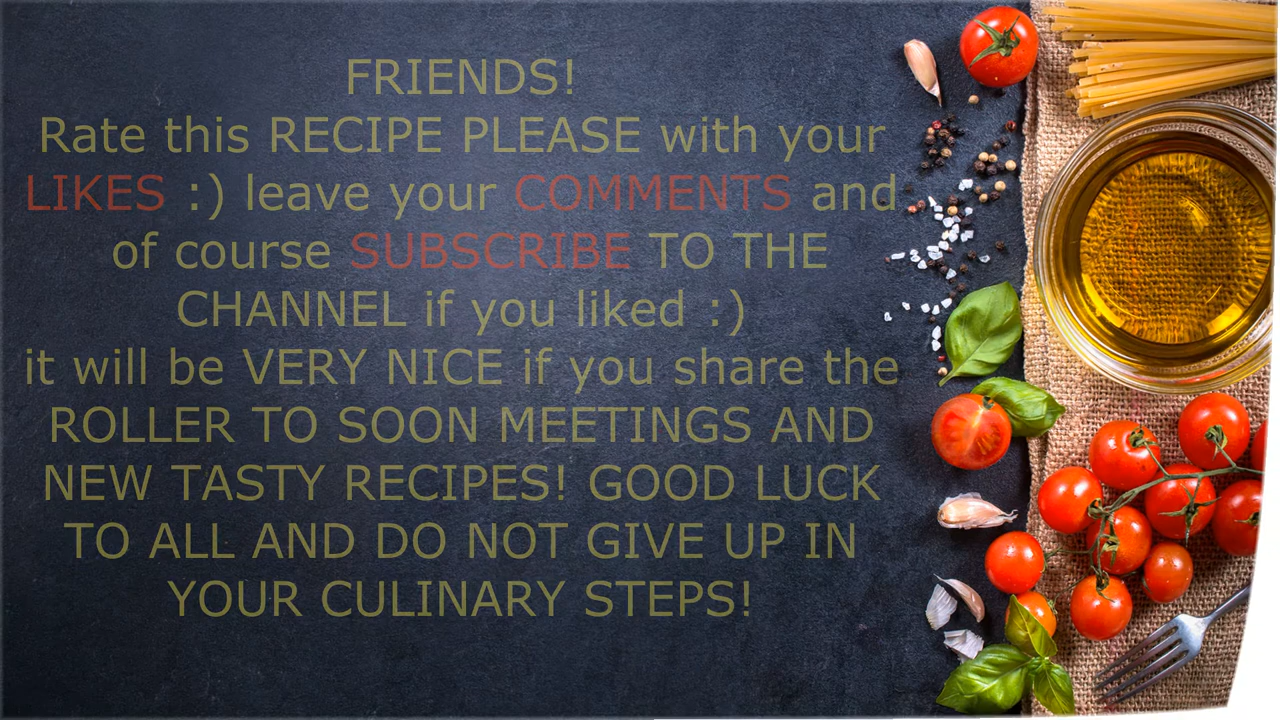 FRIENDS!
Rate this RECIPE PLEASE with your
LIKES :) leave your COMMENTS and
of course SUBSCRIBE TO THE
CHANNEL if you liked :)
it will be VERY NICE if you share the
ROLLER TO SOON MEETINGS AND
NEW TASTY RECIPES! GOOD LUCK
TO ALL AND DO NOT GIVE UP IN
YOUR CULINARY STEPS!